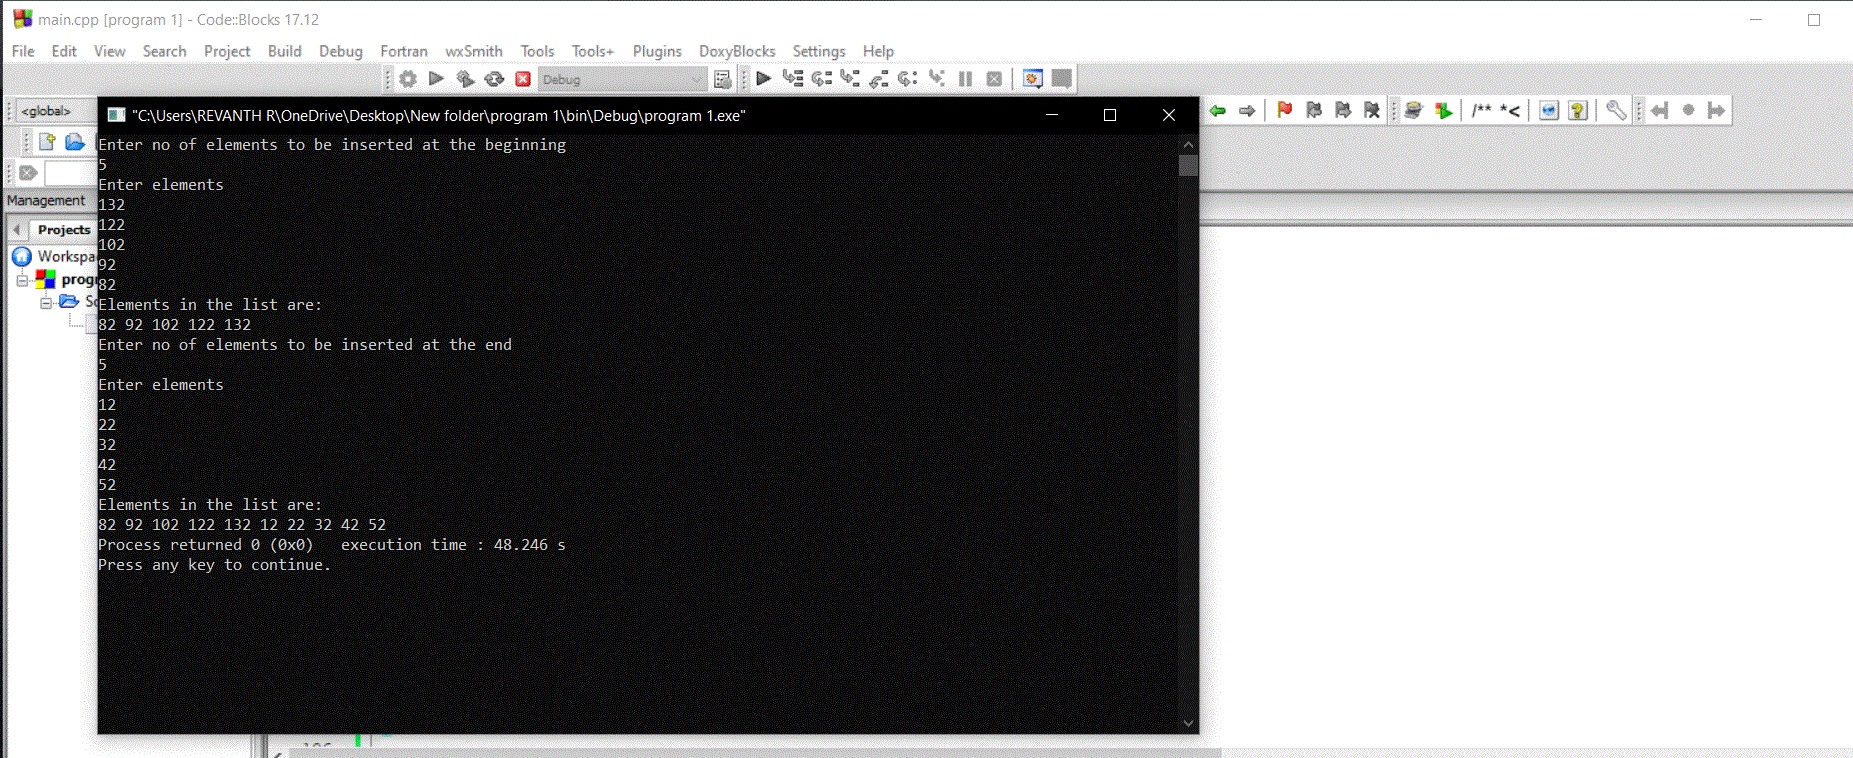 main.cpp [program 1] - Code::Blocks 17.12
File Edit View Search Project Build Debug Fortran wxSmith Tools Tools+ Plugins DoxyBlocks Settings Help
Debug
<global>
/** *<
"C:\Users\REVANTH R\OneDrive\Desktop\New folder\program 1\bin\Debug\program 1.exe"
Management
Projects
Enter no of elements to be inserted at the beginning
5
Enter elements
132
122
102
92
82
Elements in the list are:
82 92 102 122 132
Enter no of elements to be inserted at the end
5
Enter elements
12
22
32
42
52
Elements in the list are:
82 92 102 122 132 12 22 32 42 52
Process returned 0 (0x0)   execution time : 48.246 s
Press any key to continue.